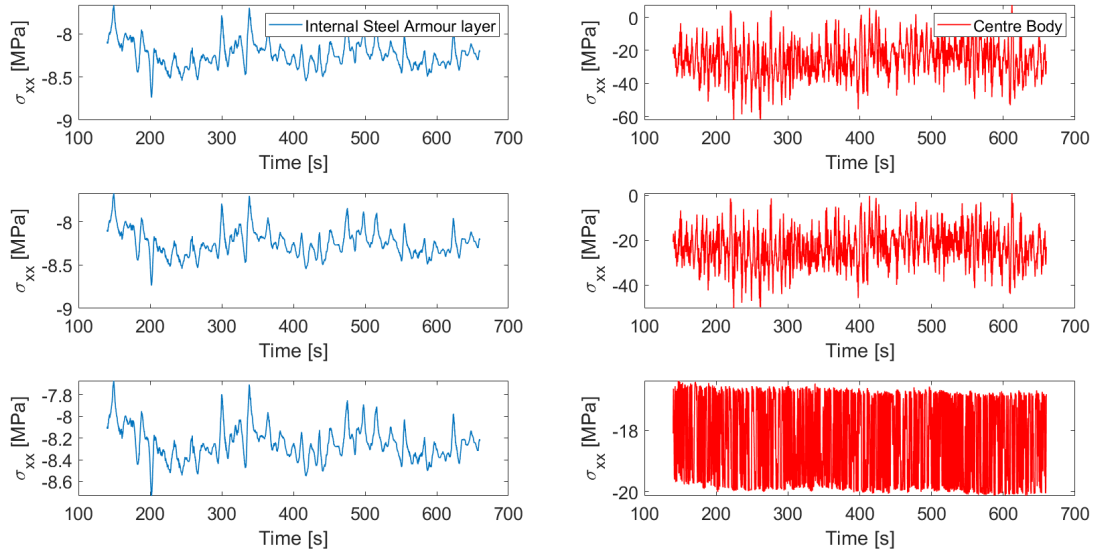 Internal Steel Armour layer
σxx [MPa]
-8
-8.5
-9
100 200 300 400 500 600 700
Time [s]
Centre Body
σxx [MPa]
0
-20
-40
-60
100 200 300 400 500 600 700
Time [s]
σxx [MPa]
-8
-8.5
-9
100 200 300 400 500 600 700
Time [s]
σxx [MPa]
0
-20
-40
100 200 300 400 500 600 700
Time [s]
σxx [MPa]
-7.8
-8
-8.2
-8.4
-8.6
100 200 300 400 500 600 700
Time [s]
σxx [MPa]
-18
-20
100 200 300 400 500 600 700
Time [s]